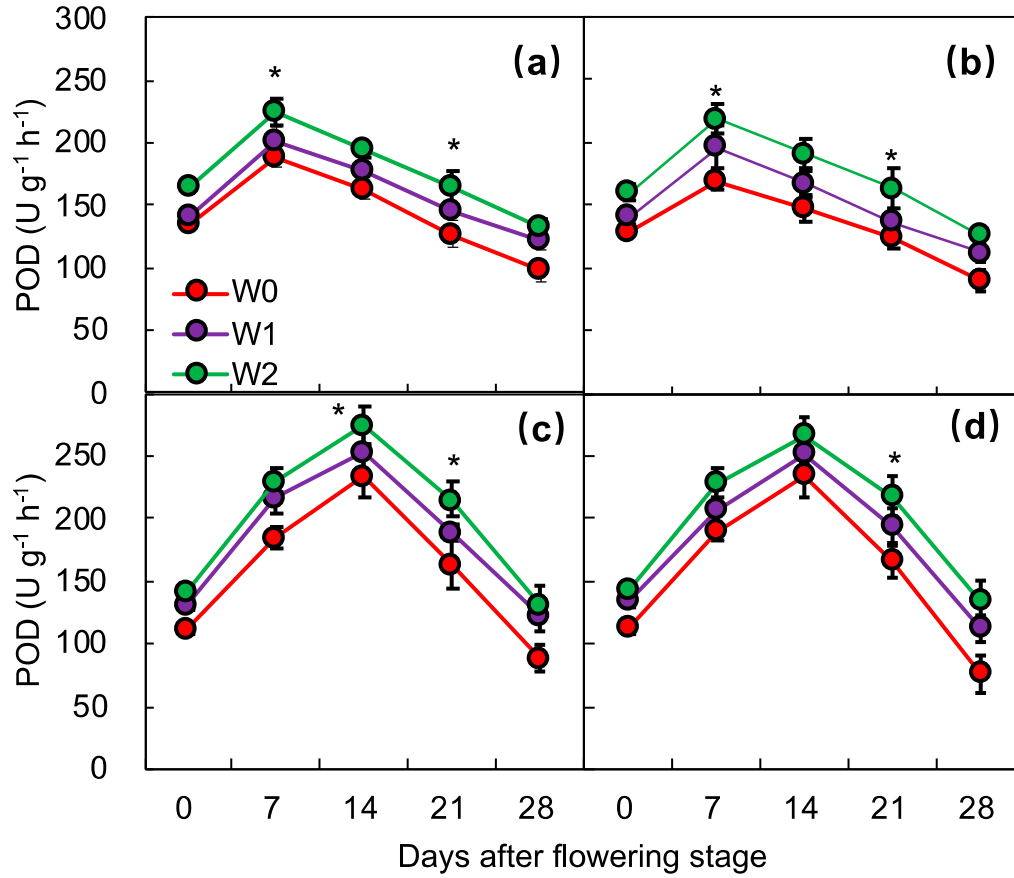 300
250
200
150
100
50
0
POD (U g⁻¹ h⁻¹)
*
*
(a)
W0
W1
W2
*
*
(b)
250
200
150
100
50
0
POD (U g⁻¹ h⁻¹)
*
*
(c)
*
(d)
0 7 14 21 28 0 7 14 21 28
Days after flowering stage